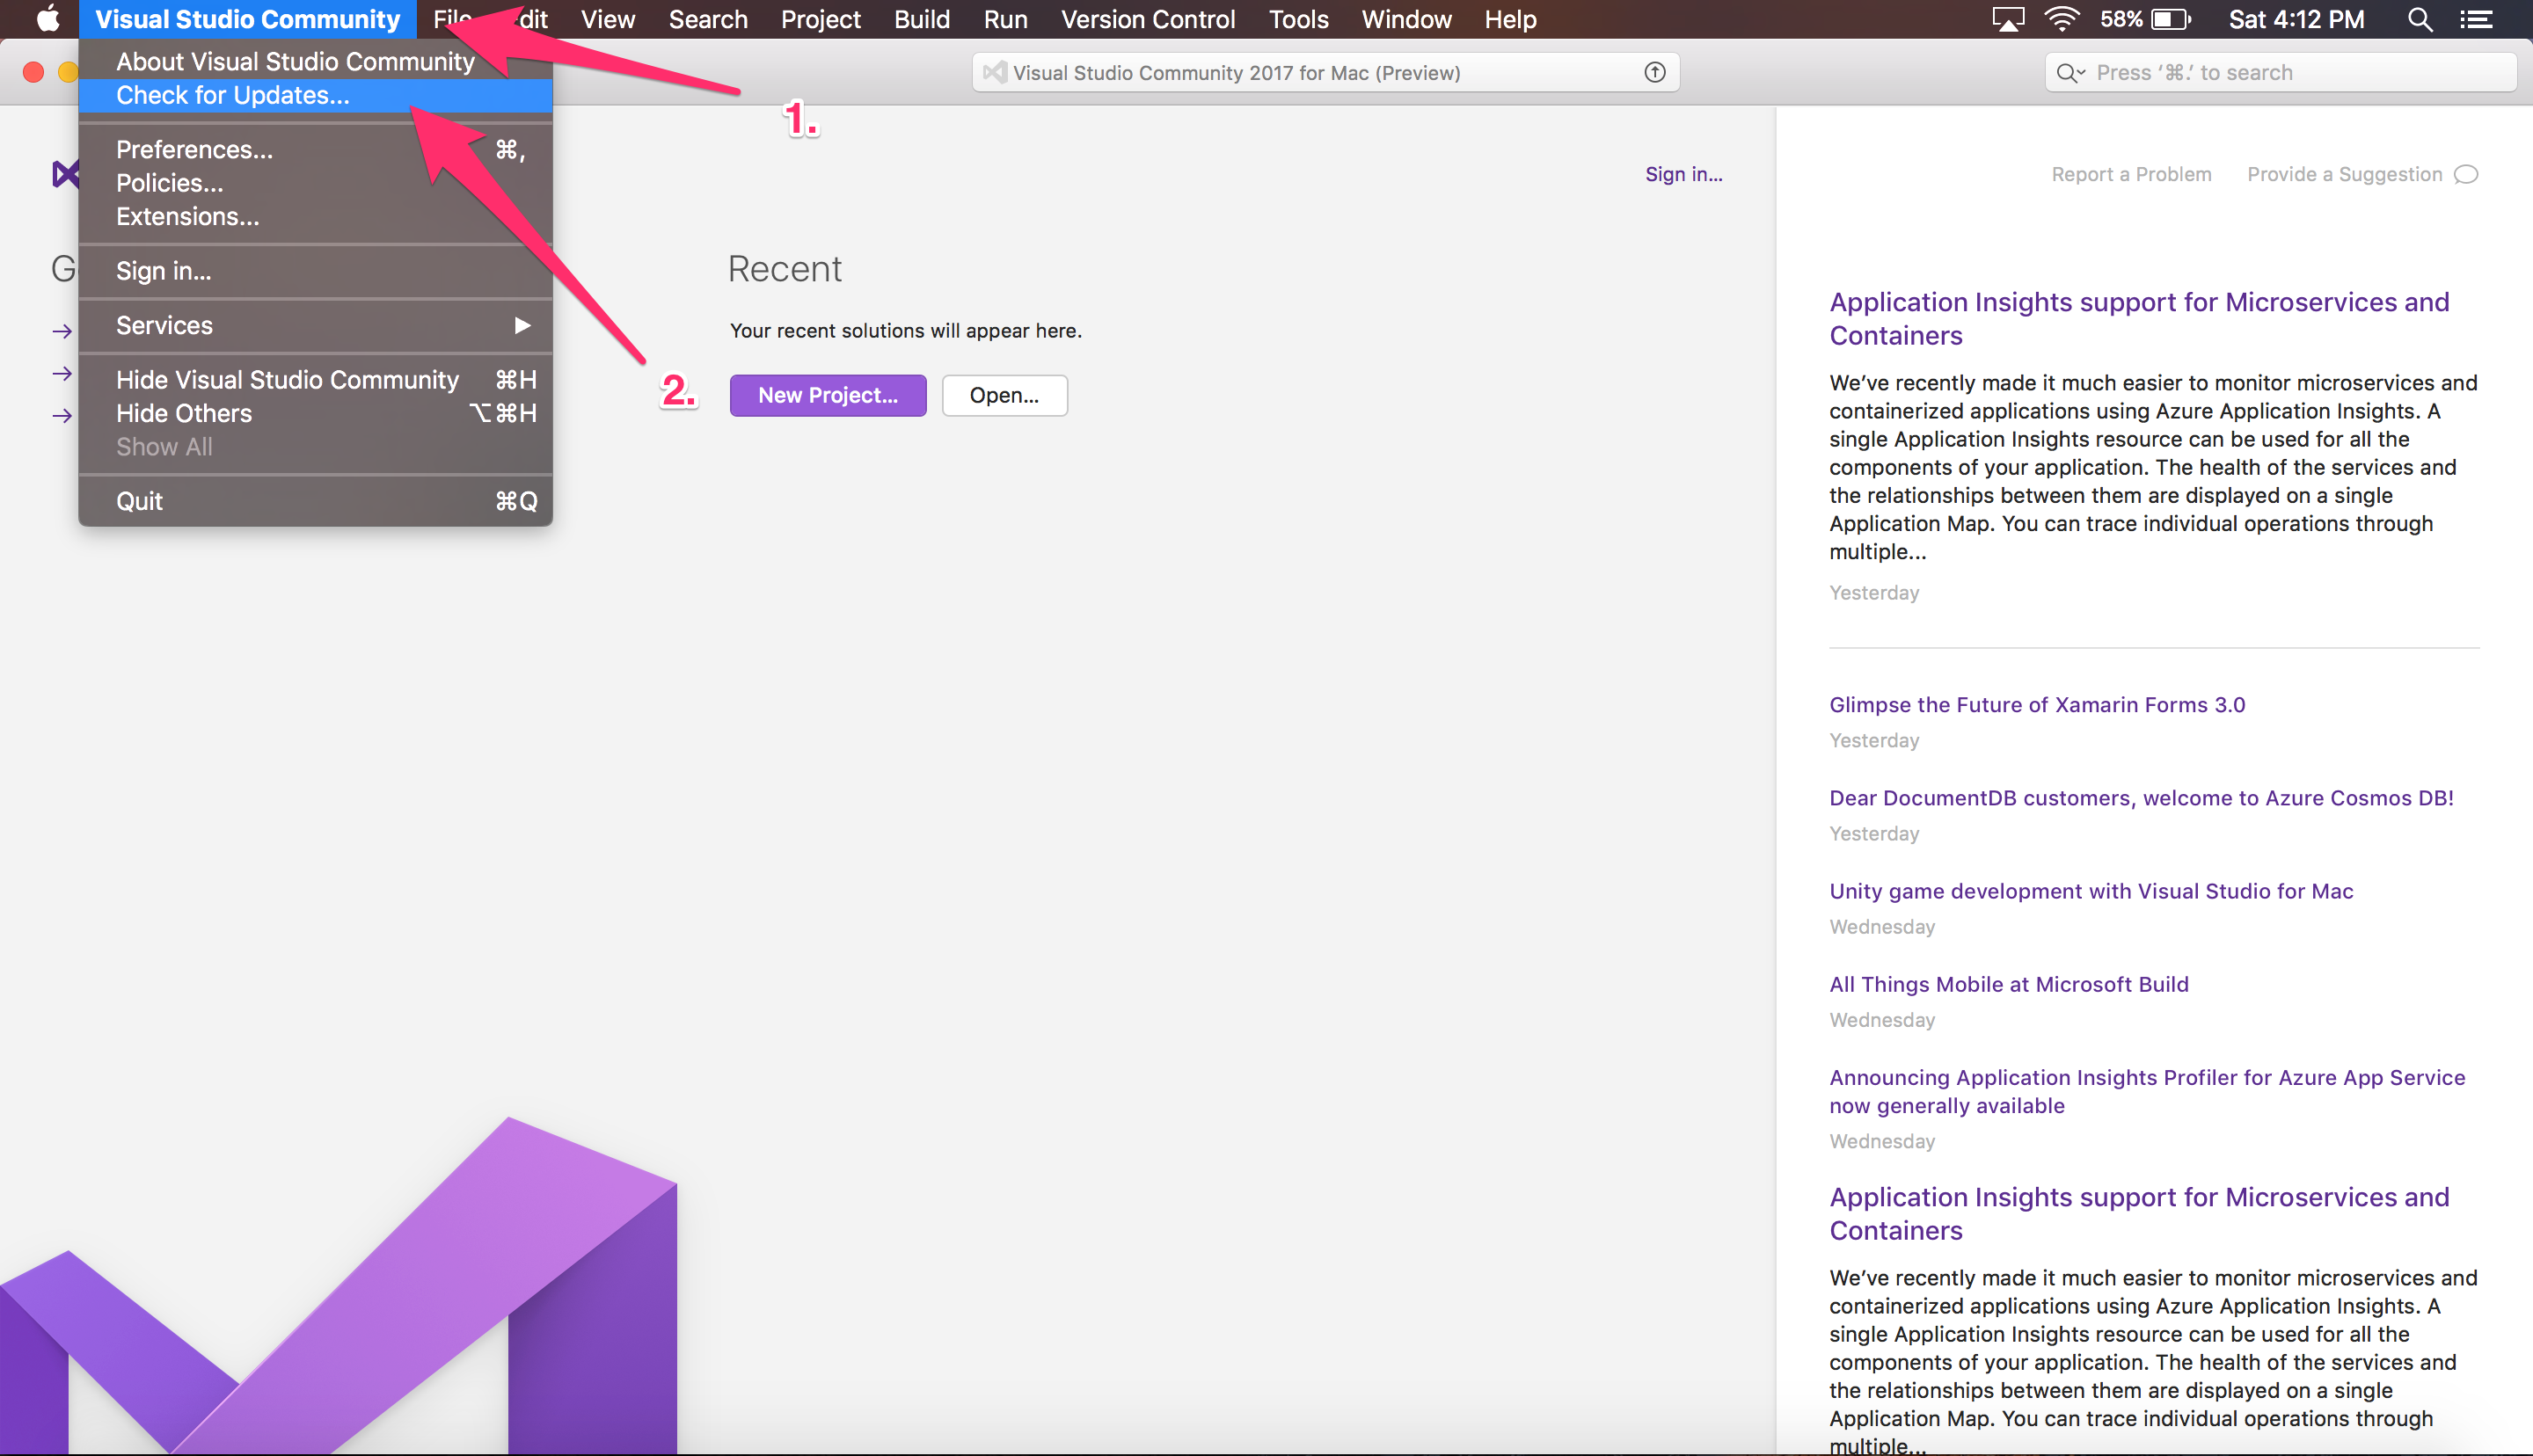 Visual Studio Community File Edit View Search Project Build Run Version Control Tools Window Help 58% Sat 4:12 PM
About Visual Studio Community
Check for Updates...
Preferences... ⌘,
Policies...
Extensions...
Sign in...
Services ▶
Hide Visual Studio Community ⌘H
Hide Others ⌥⌘H
Show All
Quit ⌘Q
1.
2.
Visual Studio Community 2017 for Mac (Preview)
Press ‘⌘.’ to search
Sign in...
G
Recent
Your recent solutions will appear here.
New Project... Open...
Report a Problem Provide a Suggestion
Application Insights support for Microservices and
Containers
We’ve recently made it much easier to monitor microservices and
containerized applications using Azure Application Insights. A
single Application Insights resource can be used for all the
components of your application. The health of the services and
the relationships between them are displayed on a single
Application Map. You can trace individual operations through
multiple...
Yesterday
Glimpse the Future of Xamarin Forms 3.0
Yesterday
Dear DocumentDB customers, welcome to Azure Cosmos DB!
Yesterday
Unity game development with Visual Studio for Mac
Wednesday
All Things Mobile at Microsoft Build
Wednesday
Announcing Application Insights Profiler for Azure App Service
now generally available
Wednesday
Application Insights support for Microservices and
Containers
We’ve recently made it much easier to monitor microservices and
containerized applications using Azure Application Insights. A
single Application Insights resource can be used for all the
components of your application. The health of the services and
the relationships between them are displayed on a single
Application Map. You can trace individual operations through
multiple...